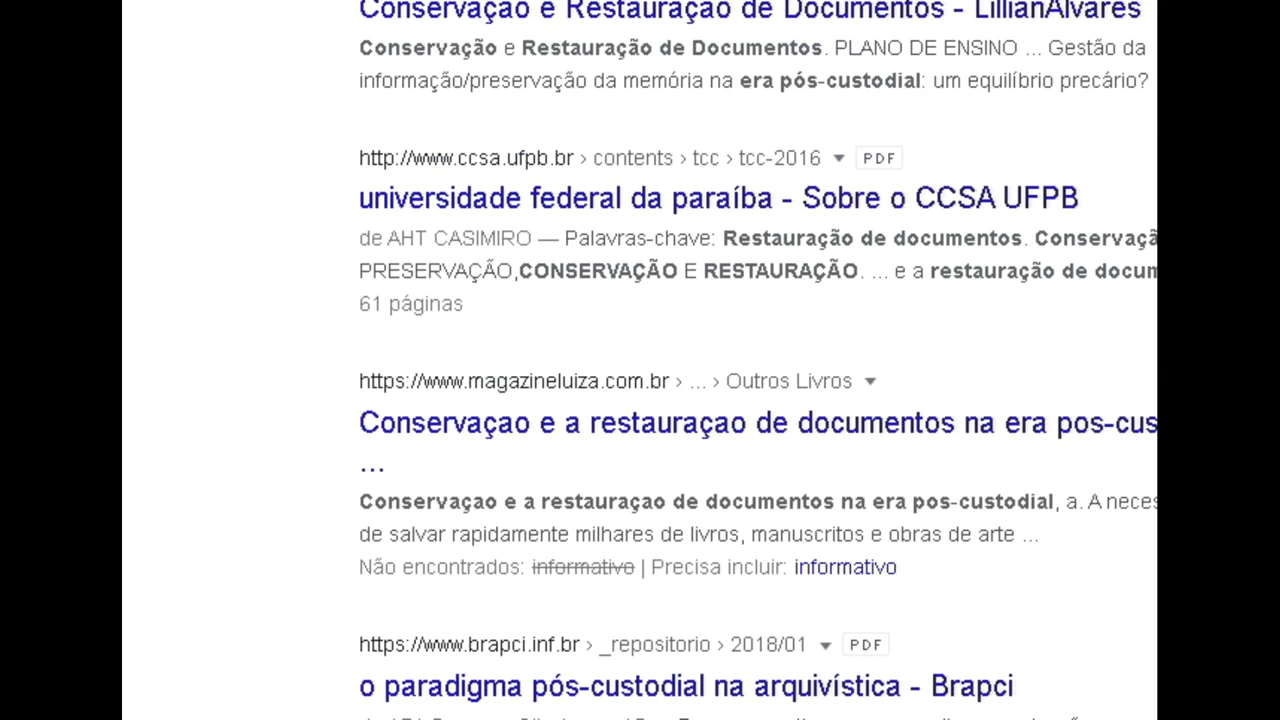 Conservação e Restauração de Documentos - LillianAlvares
Conservação e Restauração de Documentos. PLANO DE ENSINO ... Gestão da
informação/preservação da memória na era pós-custodial: um equilíbrio precário?
http://www.ccsa.ufpb.br › contents › tcc › tcc-2016 PDF
universidade federal da paraíba - Sobre o CCSA UFPB
de AHT CASIMIRO — Palavras-chave: Restauração de documentos. Conservaçã
PRESERVAÇÃO,CONSERVAÇÃO E RESTAURAÇÃO. ... e a restauração de docum
61 páginas
https://www.magazineluiza.com.br › ... › Outros Livros
Conservaçao e a restauraçao de documentos na era pos-cus
...
Conservaçao e a restauraçao de documentos na era pos-custodial, a. A neces
de salvar rapidamente milhares de livros, manuscritos e obras de arte ...
Não encontrados: informativo | Precisa incluir: informativo
https://www.brapci.inf.br › _repositorio › 2018/01 PDF
o paradigma pós-custodial na arquivística - Brapci